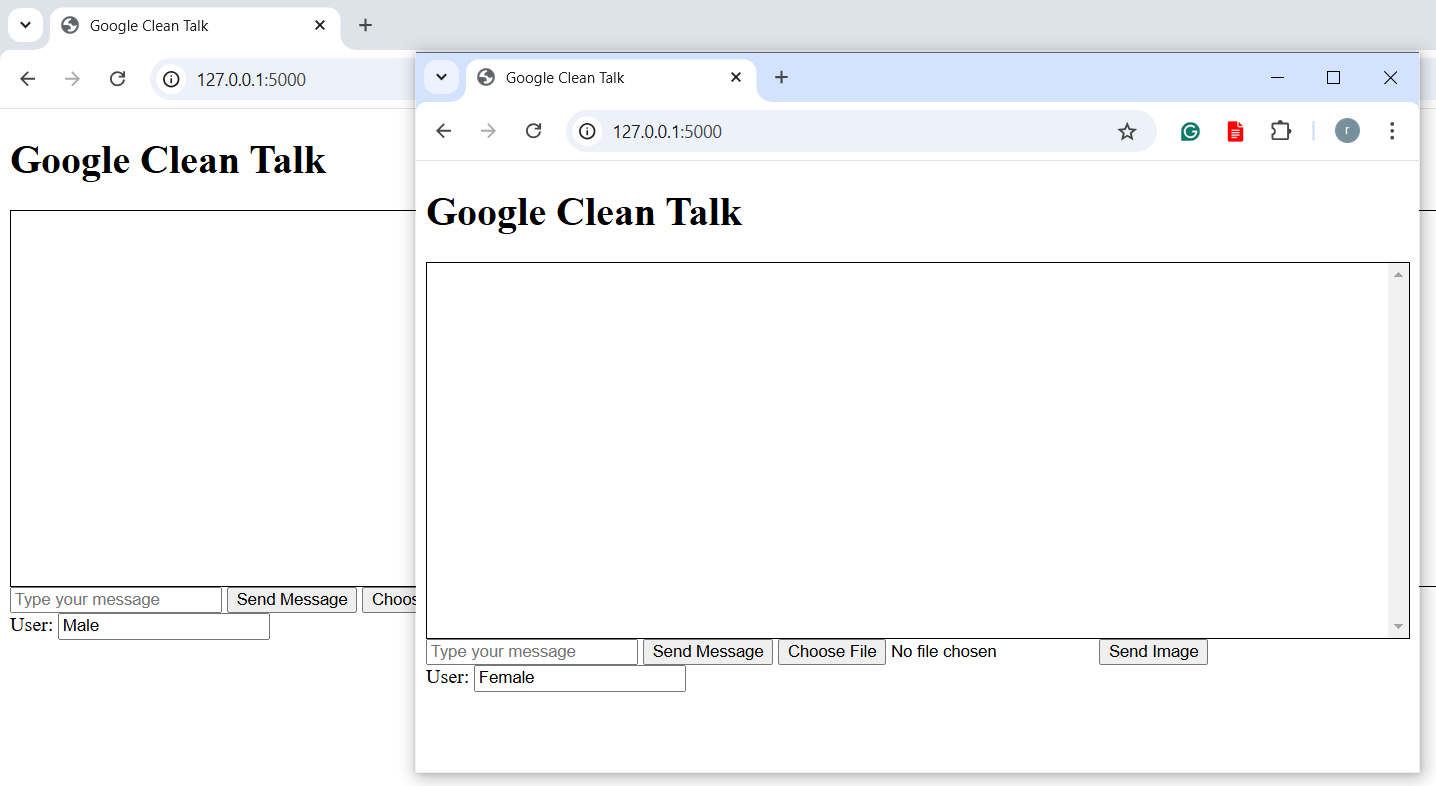 Google Clean Talk
127.0.0.1:5000
Google Clean Talk
Type your message Send Message Choos
User: Male
Google Clean Talk
127.0.0.1:5000 r
Google Clean Talk
Type your message Send Message Choose File No file chosen Send Image
User: Female